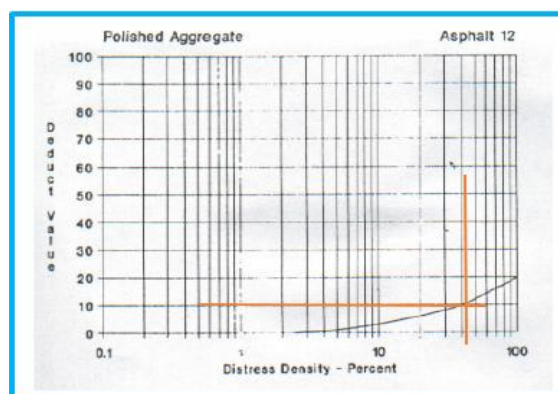 Polished Aggregate Asphalt 12
100
90
80
70
60
50
40
30
20
10
0
Deduct Value
0.1 1 10 100
Distress Density - Percent